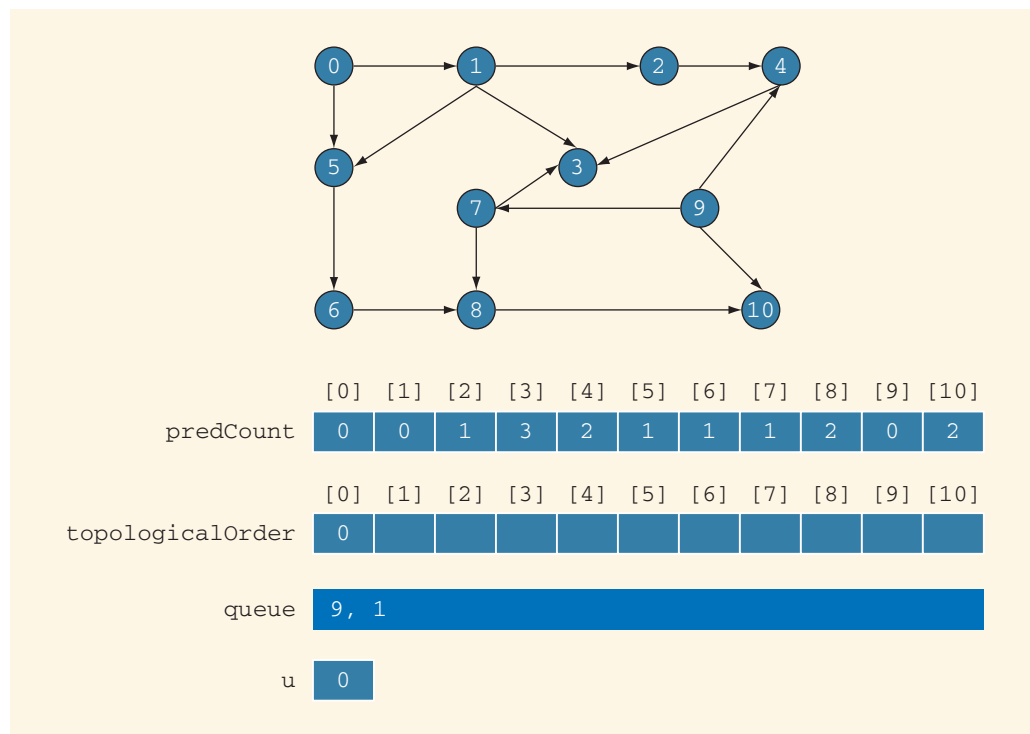 0 1 2 4
5 3
7 9
6 8 10
[0] [1] [2] [3] [4] [5] [6] [7] [8] [9] [10]
predCount 0 0 1 3 2 1 1 1 2 0 2
[0] [1] [2] [3] [4] [5] [6] [7] [8] [9] [10]
topologicalOrder 0
queue 9, 1
u 0